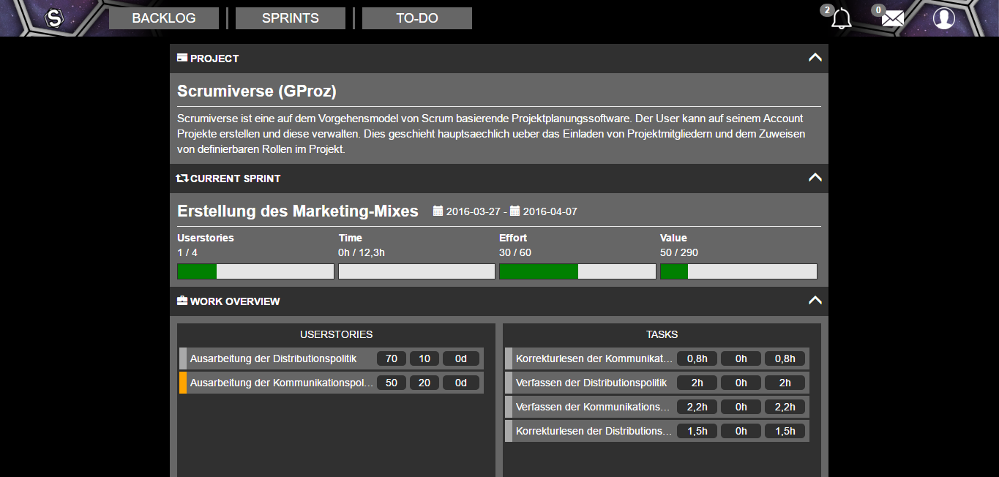 S BACKLOG SPRINTS TO-DO 2 0
PROJECT
Scrumiverse (GProz)
Scrumiverse ist eine auf dem Vorgehensmodel von Scrum basierende Projektplanungssoftware. Der User kann auf seinem Account
Projekte erstellen und diese verwalten. Dies geschieht hauptsaechlich ueber das Einladen von Projektmitgliedern und dem Zuweisen
von definierbaren Rollen im Projekt.
CURRENT SPRINT
Erstellung des Marketing-Mixes 2016-03-27 - 2016-04-07
Userstories Time Effort Value
1 / 4 0h / 12,3h 30 / 60 50 / 290
WORK OVERVIEW
USERSTORIES
Ausarbeitung der Distributionspolitik 70 10 0d
Ausarbeitung der Kommunikationspol... 50 20 0d
TASKS
Korrekturlesen der Kommunikat... 0,8h 0h 0,8h
Verfassen der Distributionspolitik 2h 0h 2h
Verfassen der Kommunikations... 2,2h 0h 2,2h
Korrekturlesen der Distributions... 1,5h 0h 1,5h